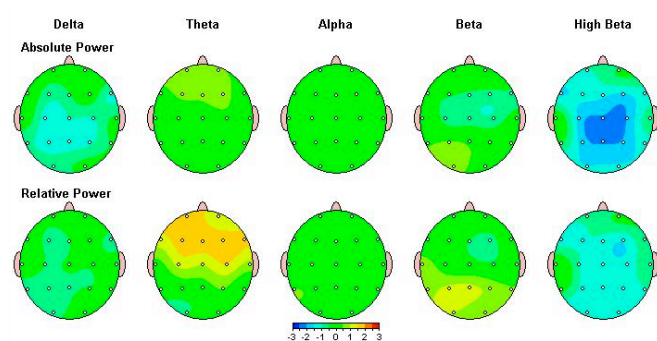 Delta Theta Alpha Beta High Beta
Absolute Power
Relative Power
-3 -2 -1 0 1 2 3